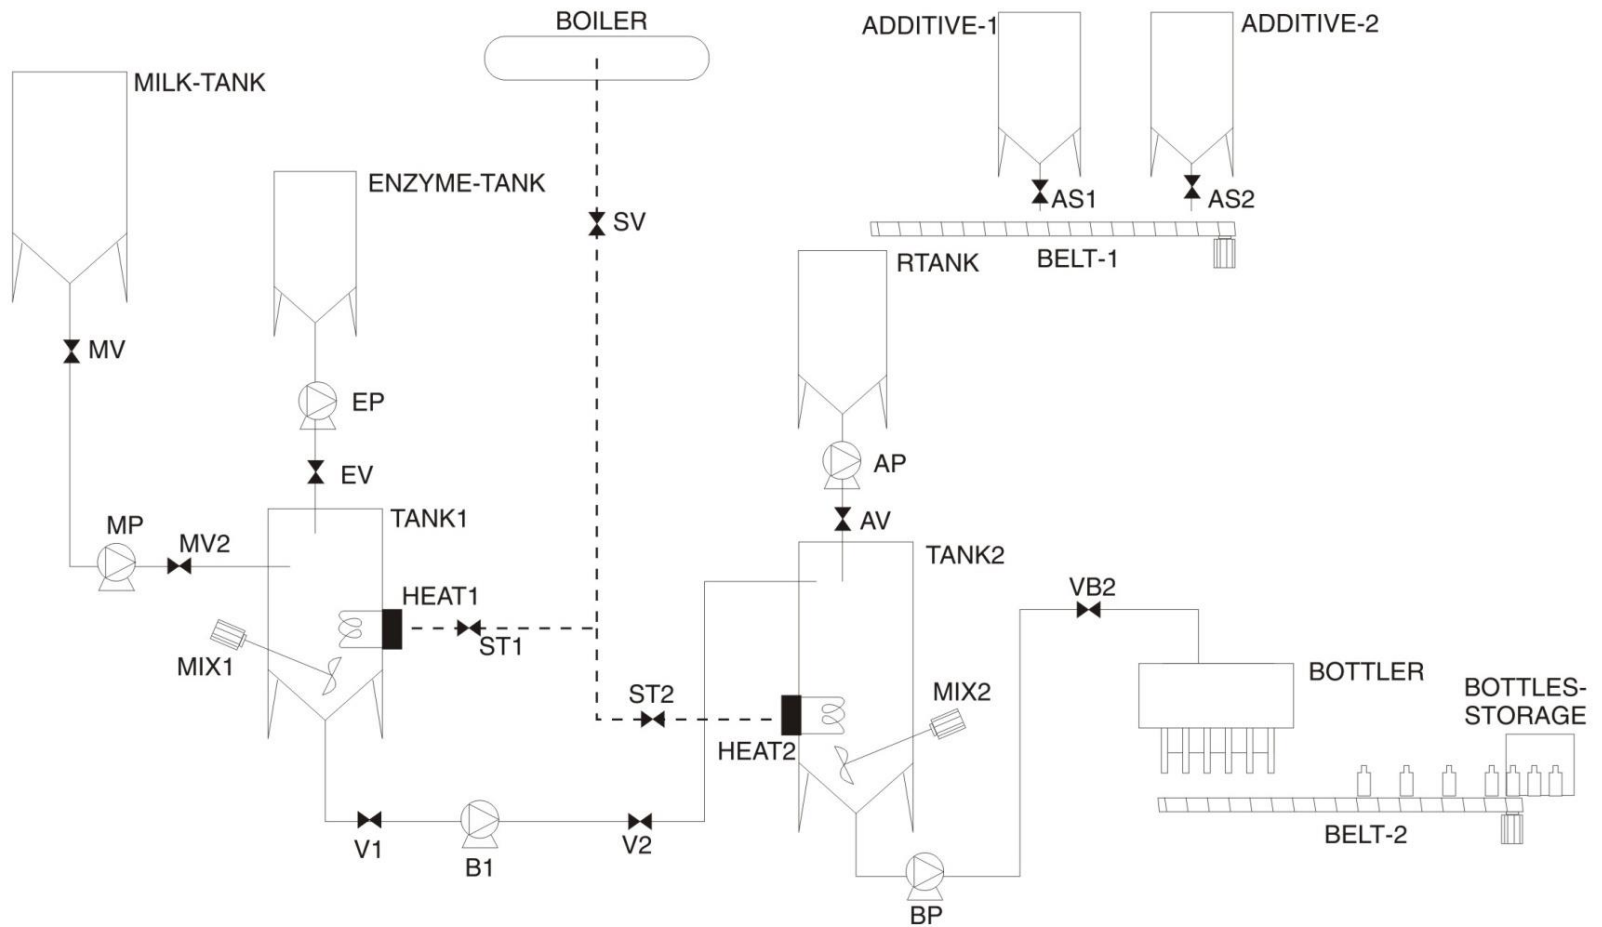 BOILER
ADDITIVE-1
ADDITIVE-2
MILK-TANK
ENZYME-TANK
AS1
AS2
SV
BELT-1
RTANK
MV
EP
AP
EV
TANK1
AV
MP
MV2
TANK2
VB2
HEAT1
ST1
MIX1
ST2
MIX2
BOTTLER
BOTTLES-
STORAGE
HEAT2
BELT-2
V1
V2
B1
BP